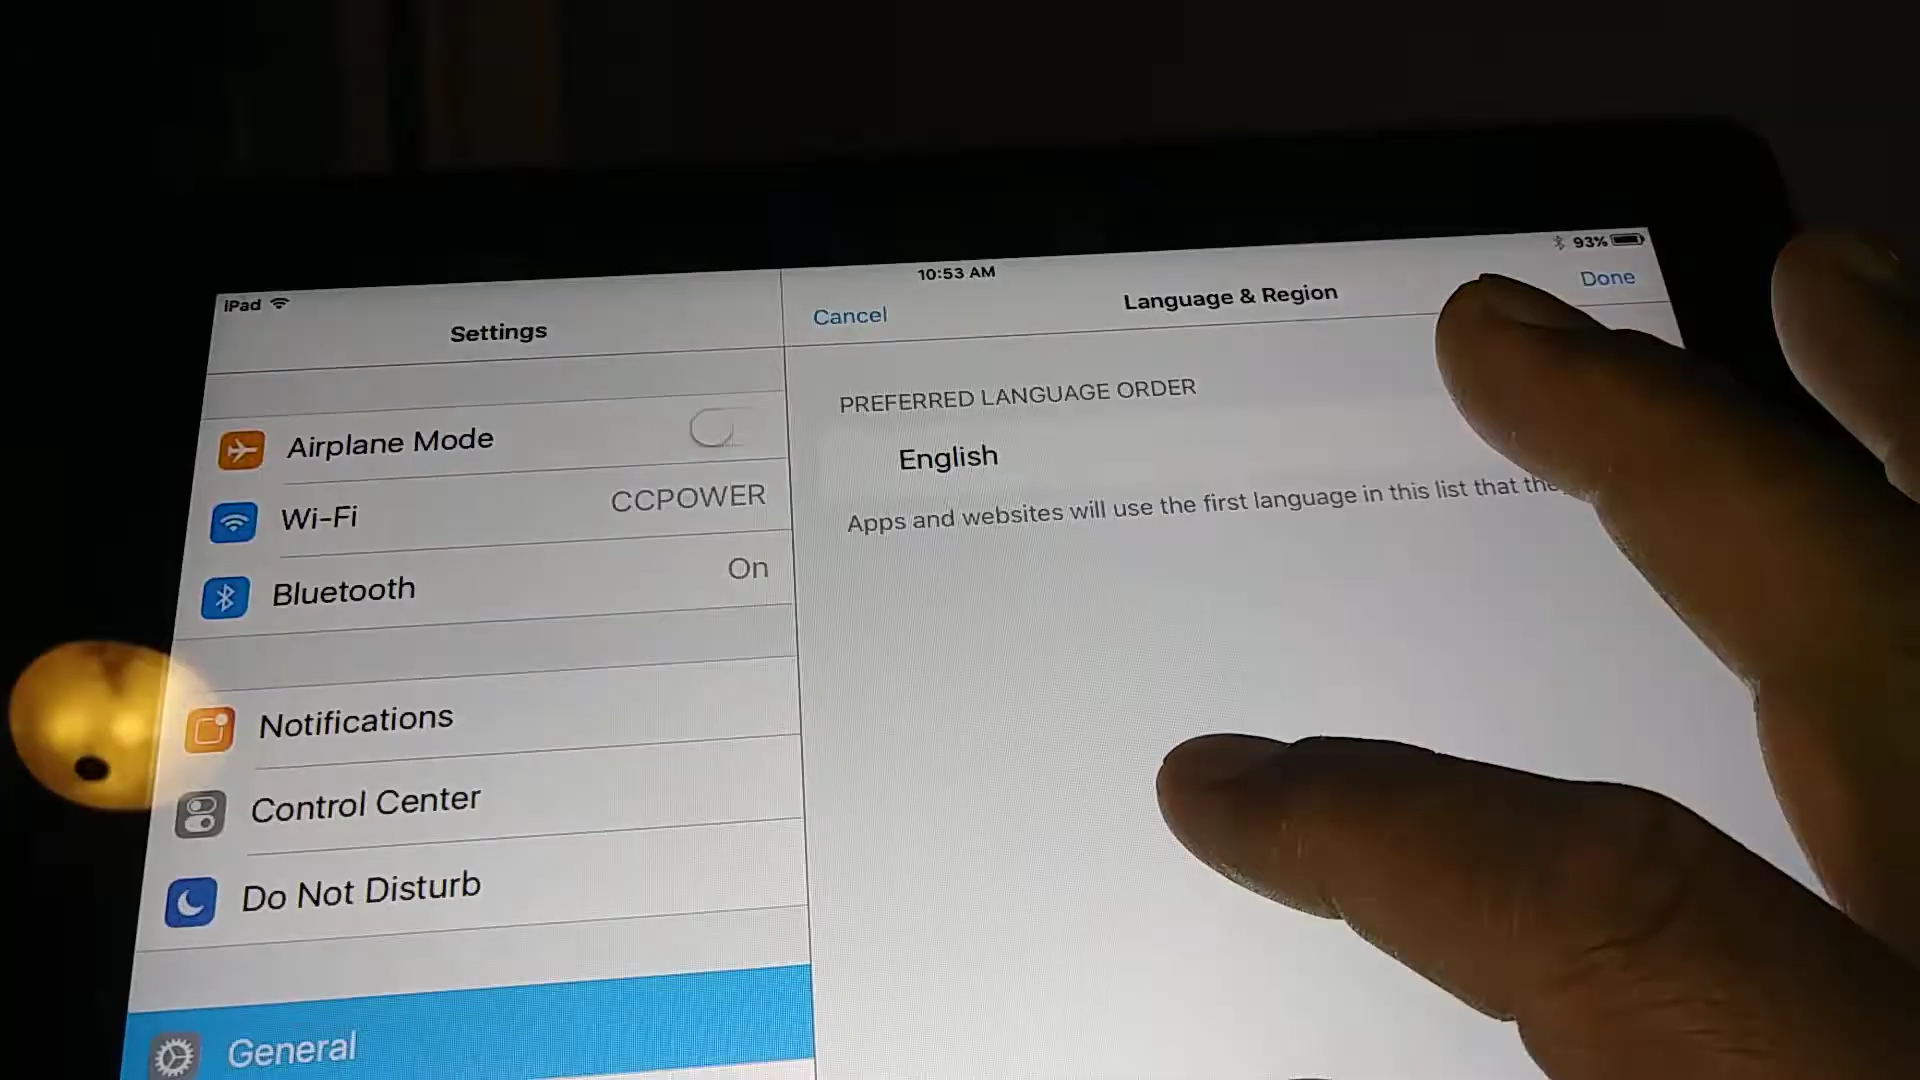 iPad
10:53 AM
93%
Settings
Cancel
Language & Region
Done
Airplane Mode
Wi-Fi
CCPOWER
Bluetooth
On
Notifications
Control Center
Do Not Disturb
General
PREFERRED LANGUAGE ORDER
English
Apps and websites will use the first language in this list that